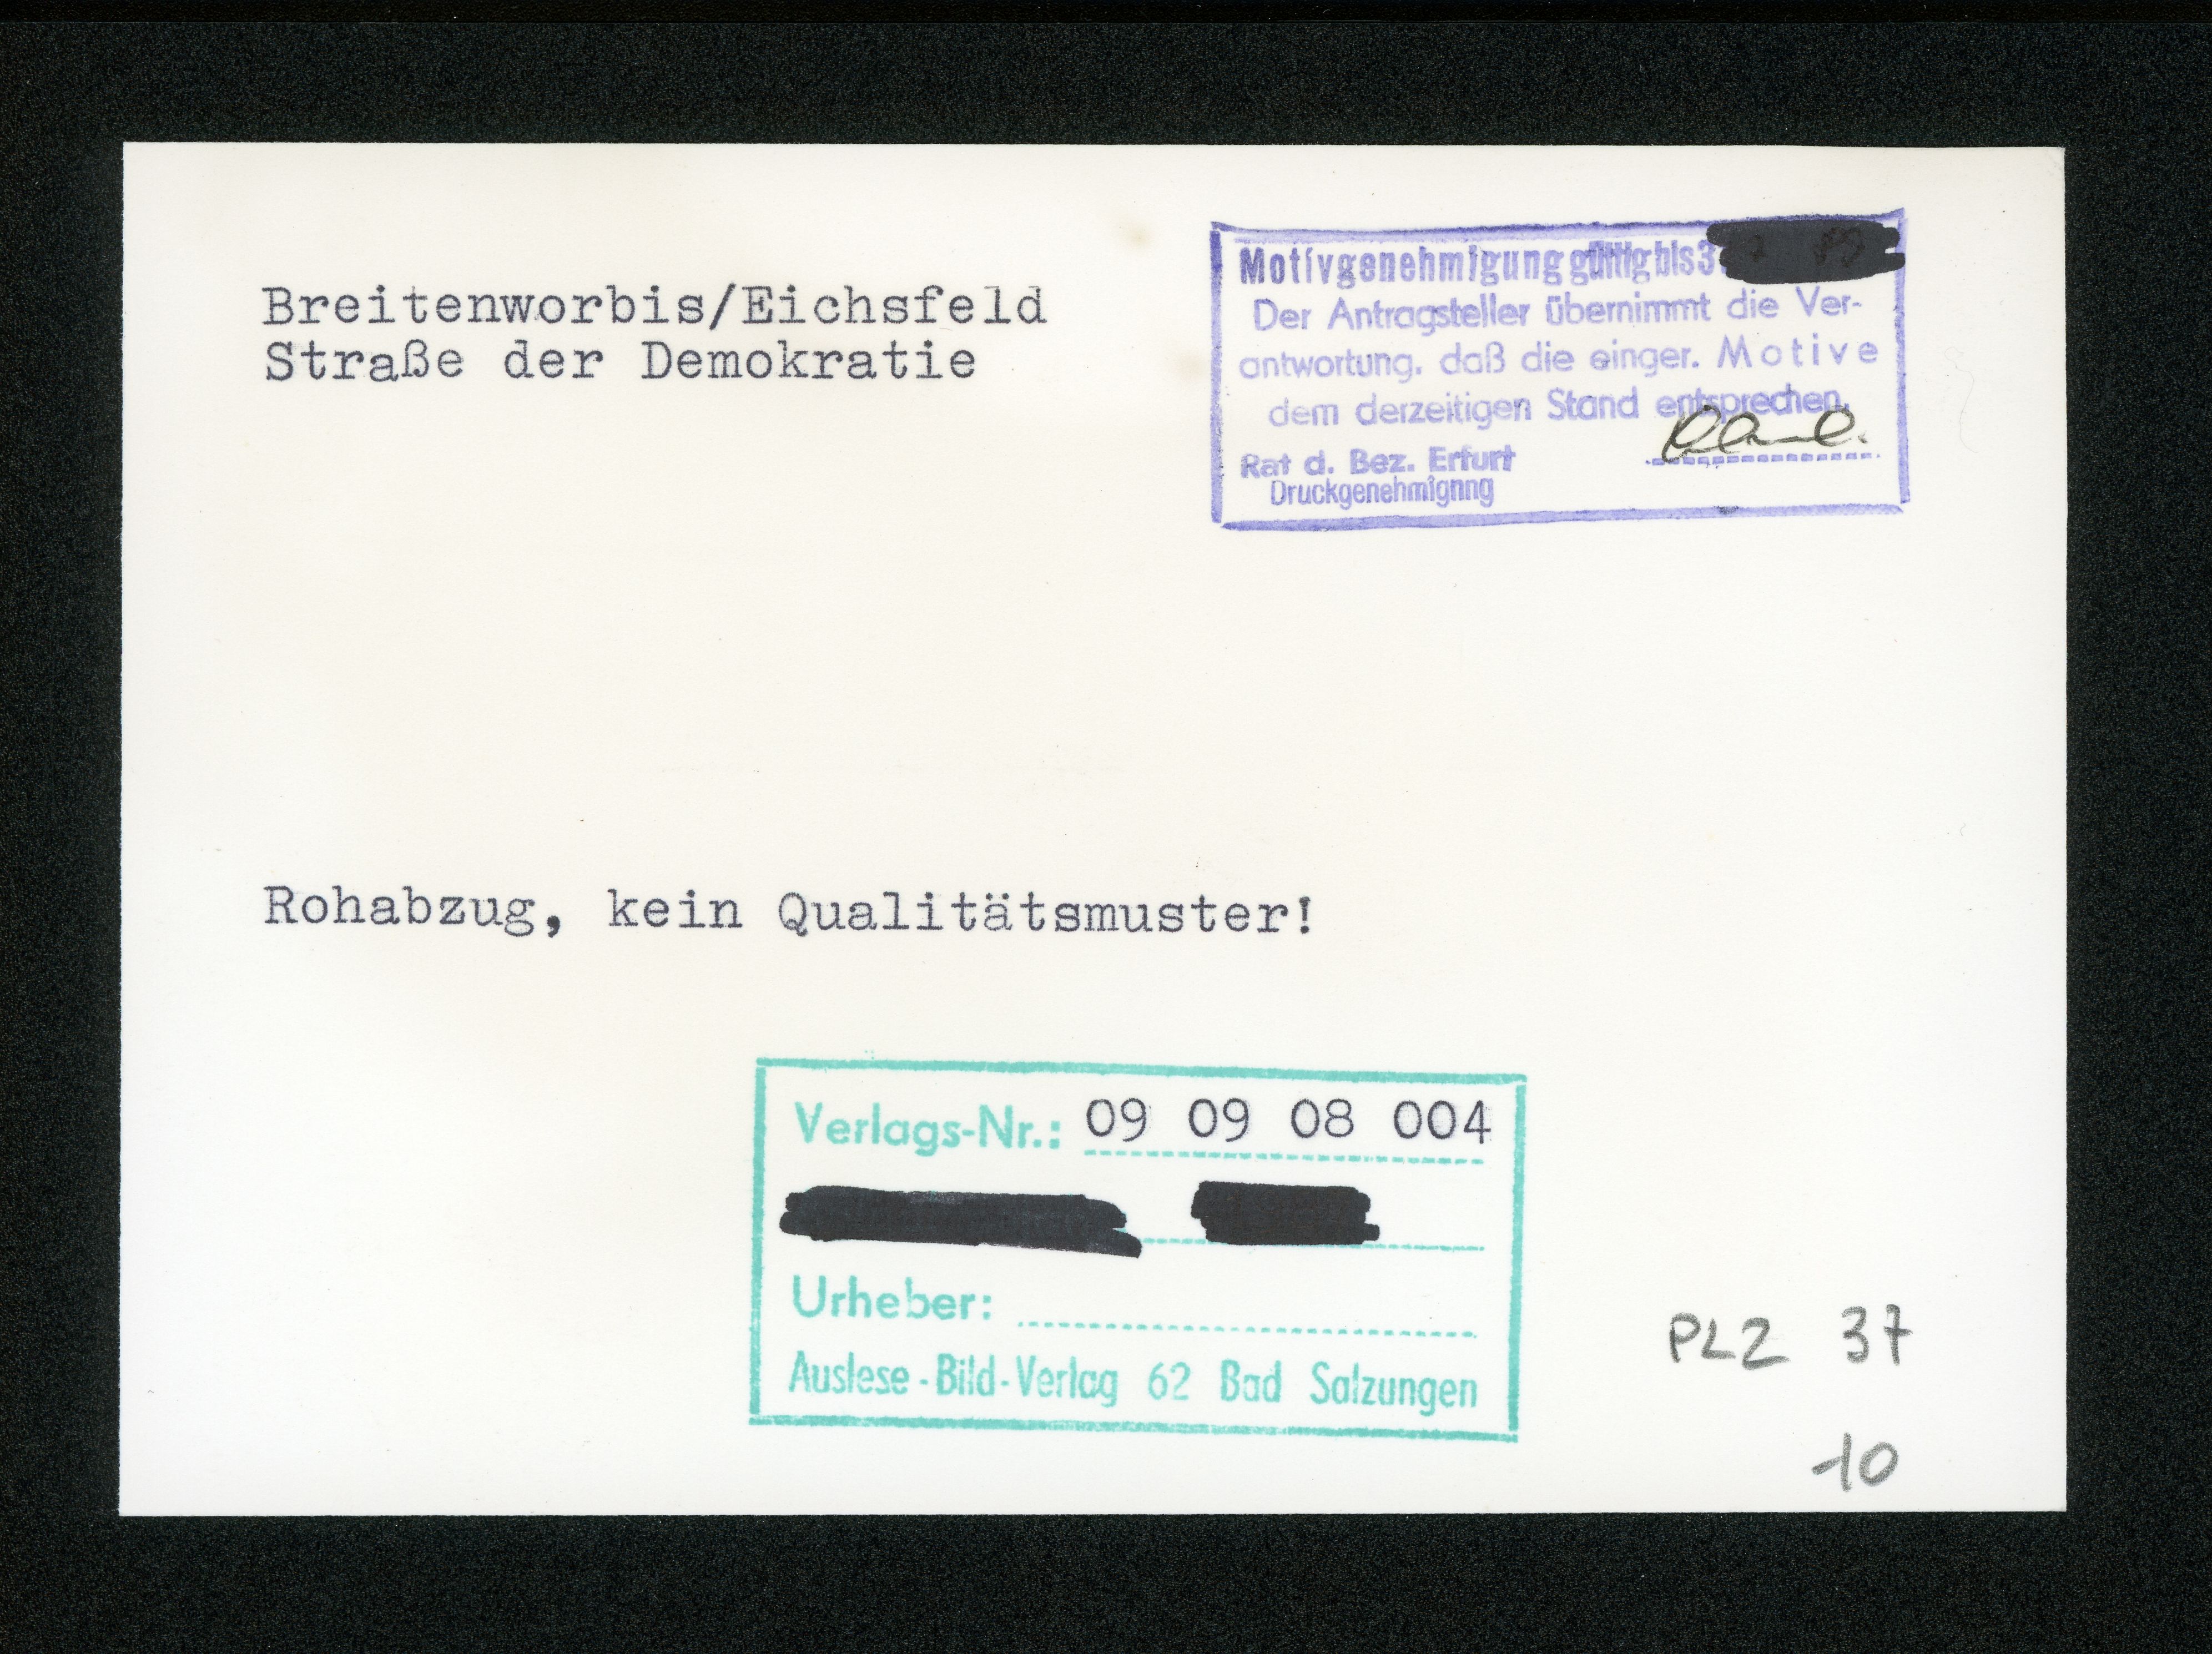 Breitenworbis/Eichsfeld
Straße der Demokratie
Motivgenehmigung gültig bis 3
Der Antragsteller übernimmt die Ver-
antwortung. daß die einger. Motive
dem derzeitigen Stand entsprechen.
Rat d. Bez. Erfurt
Druckgenehmignng
Rohabzug, kein Qualitätsmuster!
Verlags-Nr.: 09 09 08 004
Urheber:
Auslese-Bild-Verlag 62 Bad Salzungen
PLZ 37
10